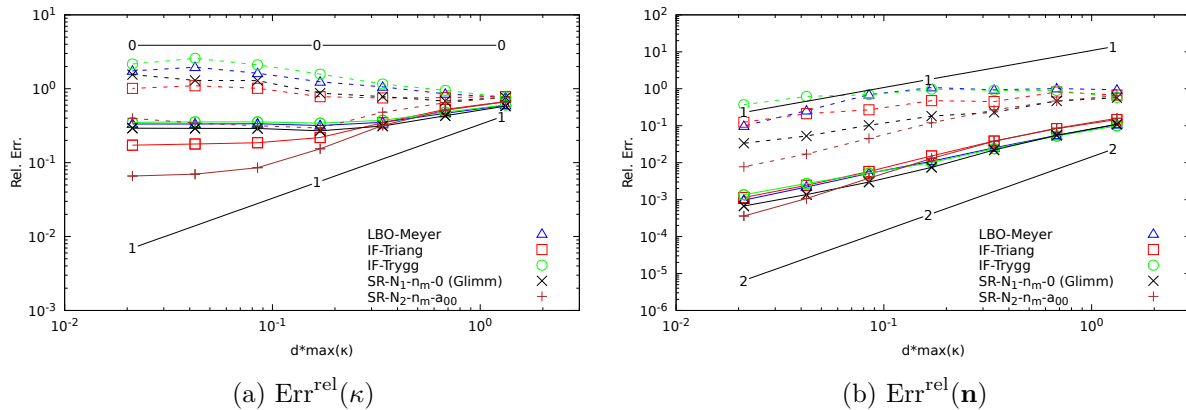 10^1
10^0
10^-1
10^-2
10^-3
Rel. Err.
10^-2
10^-1
10^0
d*max(κ)
0
0
0
1
1
1
LBO-Meyer
IF-Triang
IF-Trygg
SR-N₁-nₘ-0 (Glimm)
SR-N₂-nₘ-a₀₀
(a) Err^rel(κ)
10^2
10^1
10^0
10^-1
10^-2
10^-3
10^-4
10^-5
10^-6
Rel. Err.
10^-2
10^-1
10^0
d*max(κ)
1
1
1
2
2
2
LBO-Meyer
IF-Triang
IF-Trygg
SR-N₁-nₘ-0 (Glimm)
SR-N₂-nₘ-a₀₀
(b) Err^rel(n)